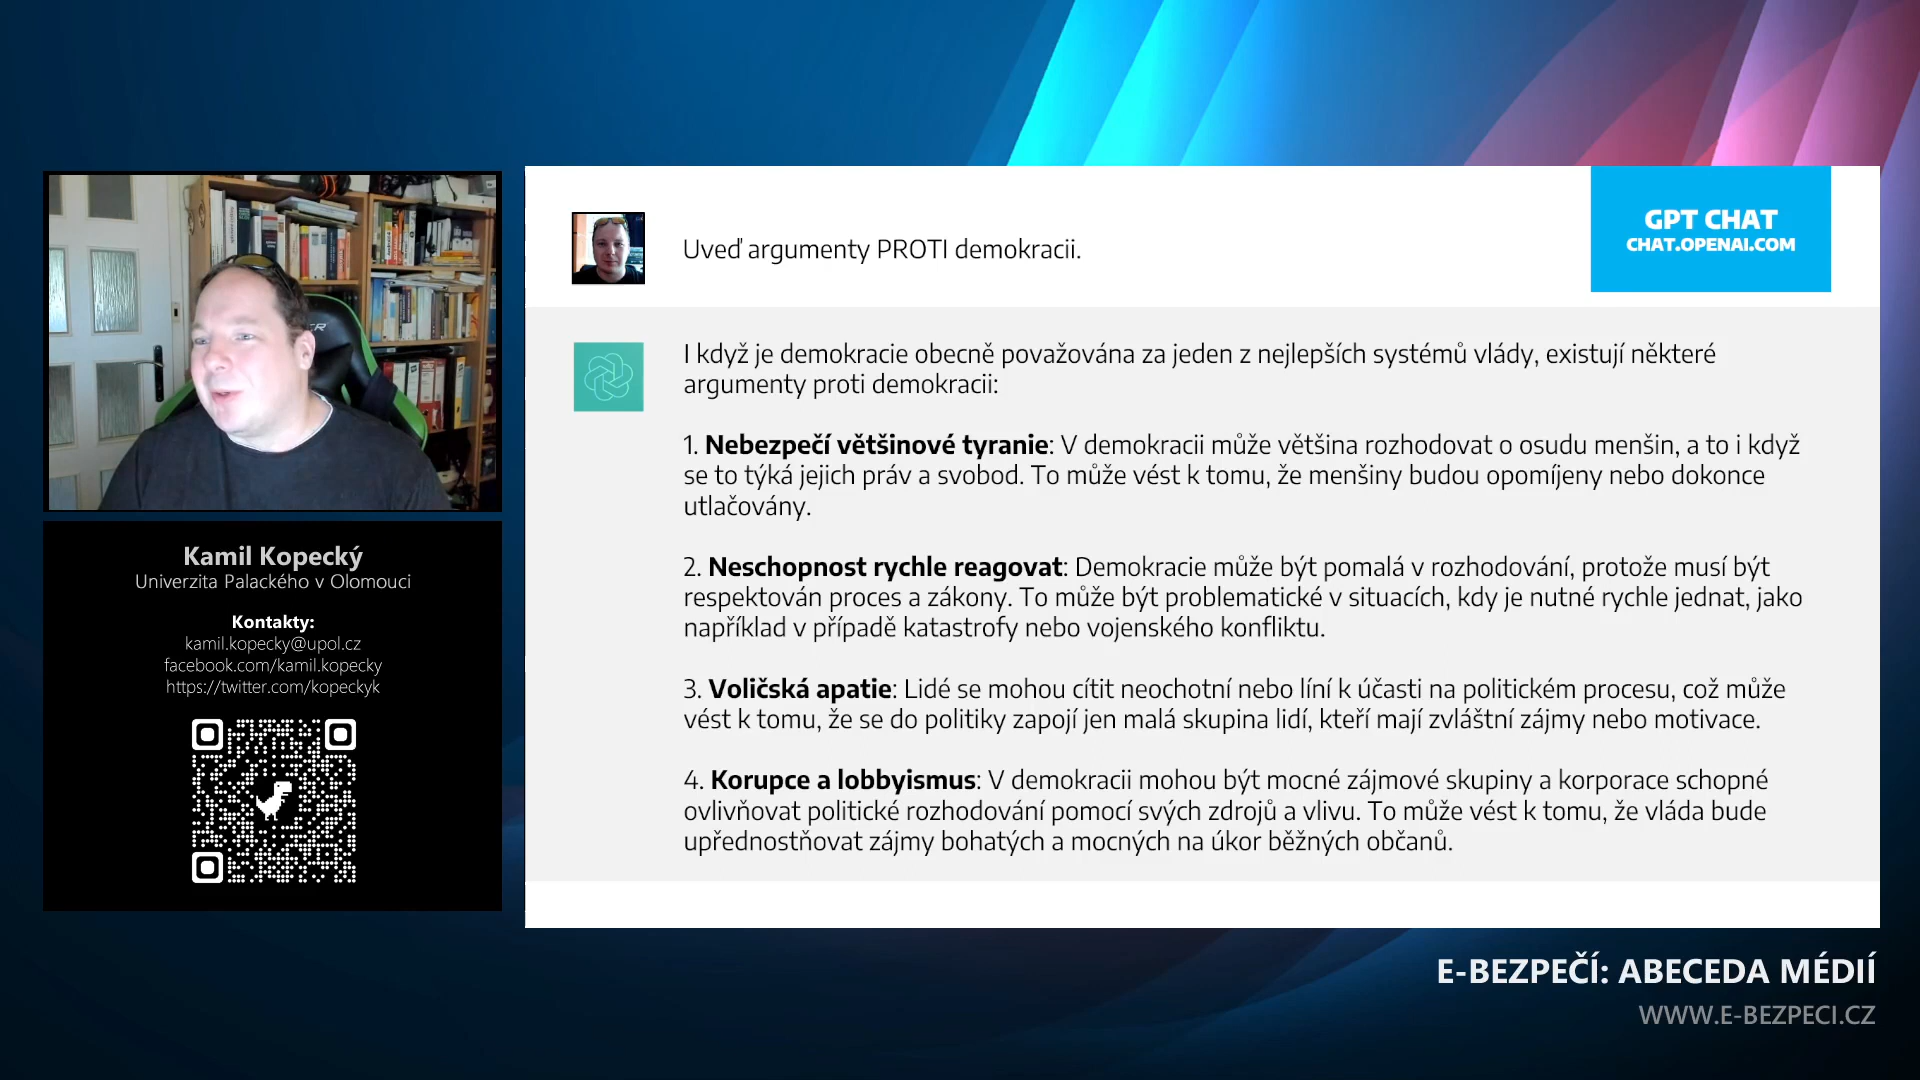 Kamil Kopecký
Univerzita Palackého v Olomouci
Kontakty:
kamil.kopecky@upol.cz
facebook.com/kamil.kopecky
https://twitter.com/kopeckyk
GPT CHAT
CHAT.OPENAI.COM
Uveď argumenty PROTI demokracii.
I když je demokracie obecně považována za jeden z nejlepších systémů vlády, existují některé
argumenty proti demokracii:
1. Nebezpečí většinové tyranie: V demokracii může většina rozhodovat o osudu menšin, a to i když
se to týká jejich práv a svobod. To může vést k tomu, že menšiny budou opomíjeny nebo dokonce
utlačovány.
2. Neschopnost rychle reagovat: Demokracie může být pomalá v rozhodování, protože musí být
respektován proces a zákony. To může být problematické v situacích, kdy je nutné rychle jednat, jako
například v případě katastrofy nebo vojenského konfliktu.
3. Voličská apatie: Lidé se mohou cítit neochotní nebo líní k účasti na politickém procesu, což může
vést k tomu, že se do politiky zapojí jen malá skupina lidí, kteří mají zvláštní zájmy nebo motivace.
4. Korupce a lobbyismus: V demokracii mohou být mocné zájmové skupiny a korporace schopné
ovlivňovat politické rozhodování pomocí svých zdrojů a vlivu. To může vést k tomu, že vláda bude
upřednostňovat zájmy bohatých a mocných na úkor běžných občanů.
E-BEZPEČÍ: ABECEDA MÉDIÍ
WWW.E-BEZPECI.CZ